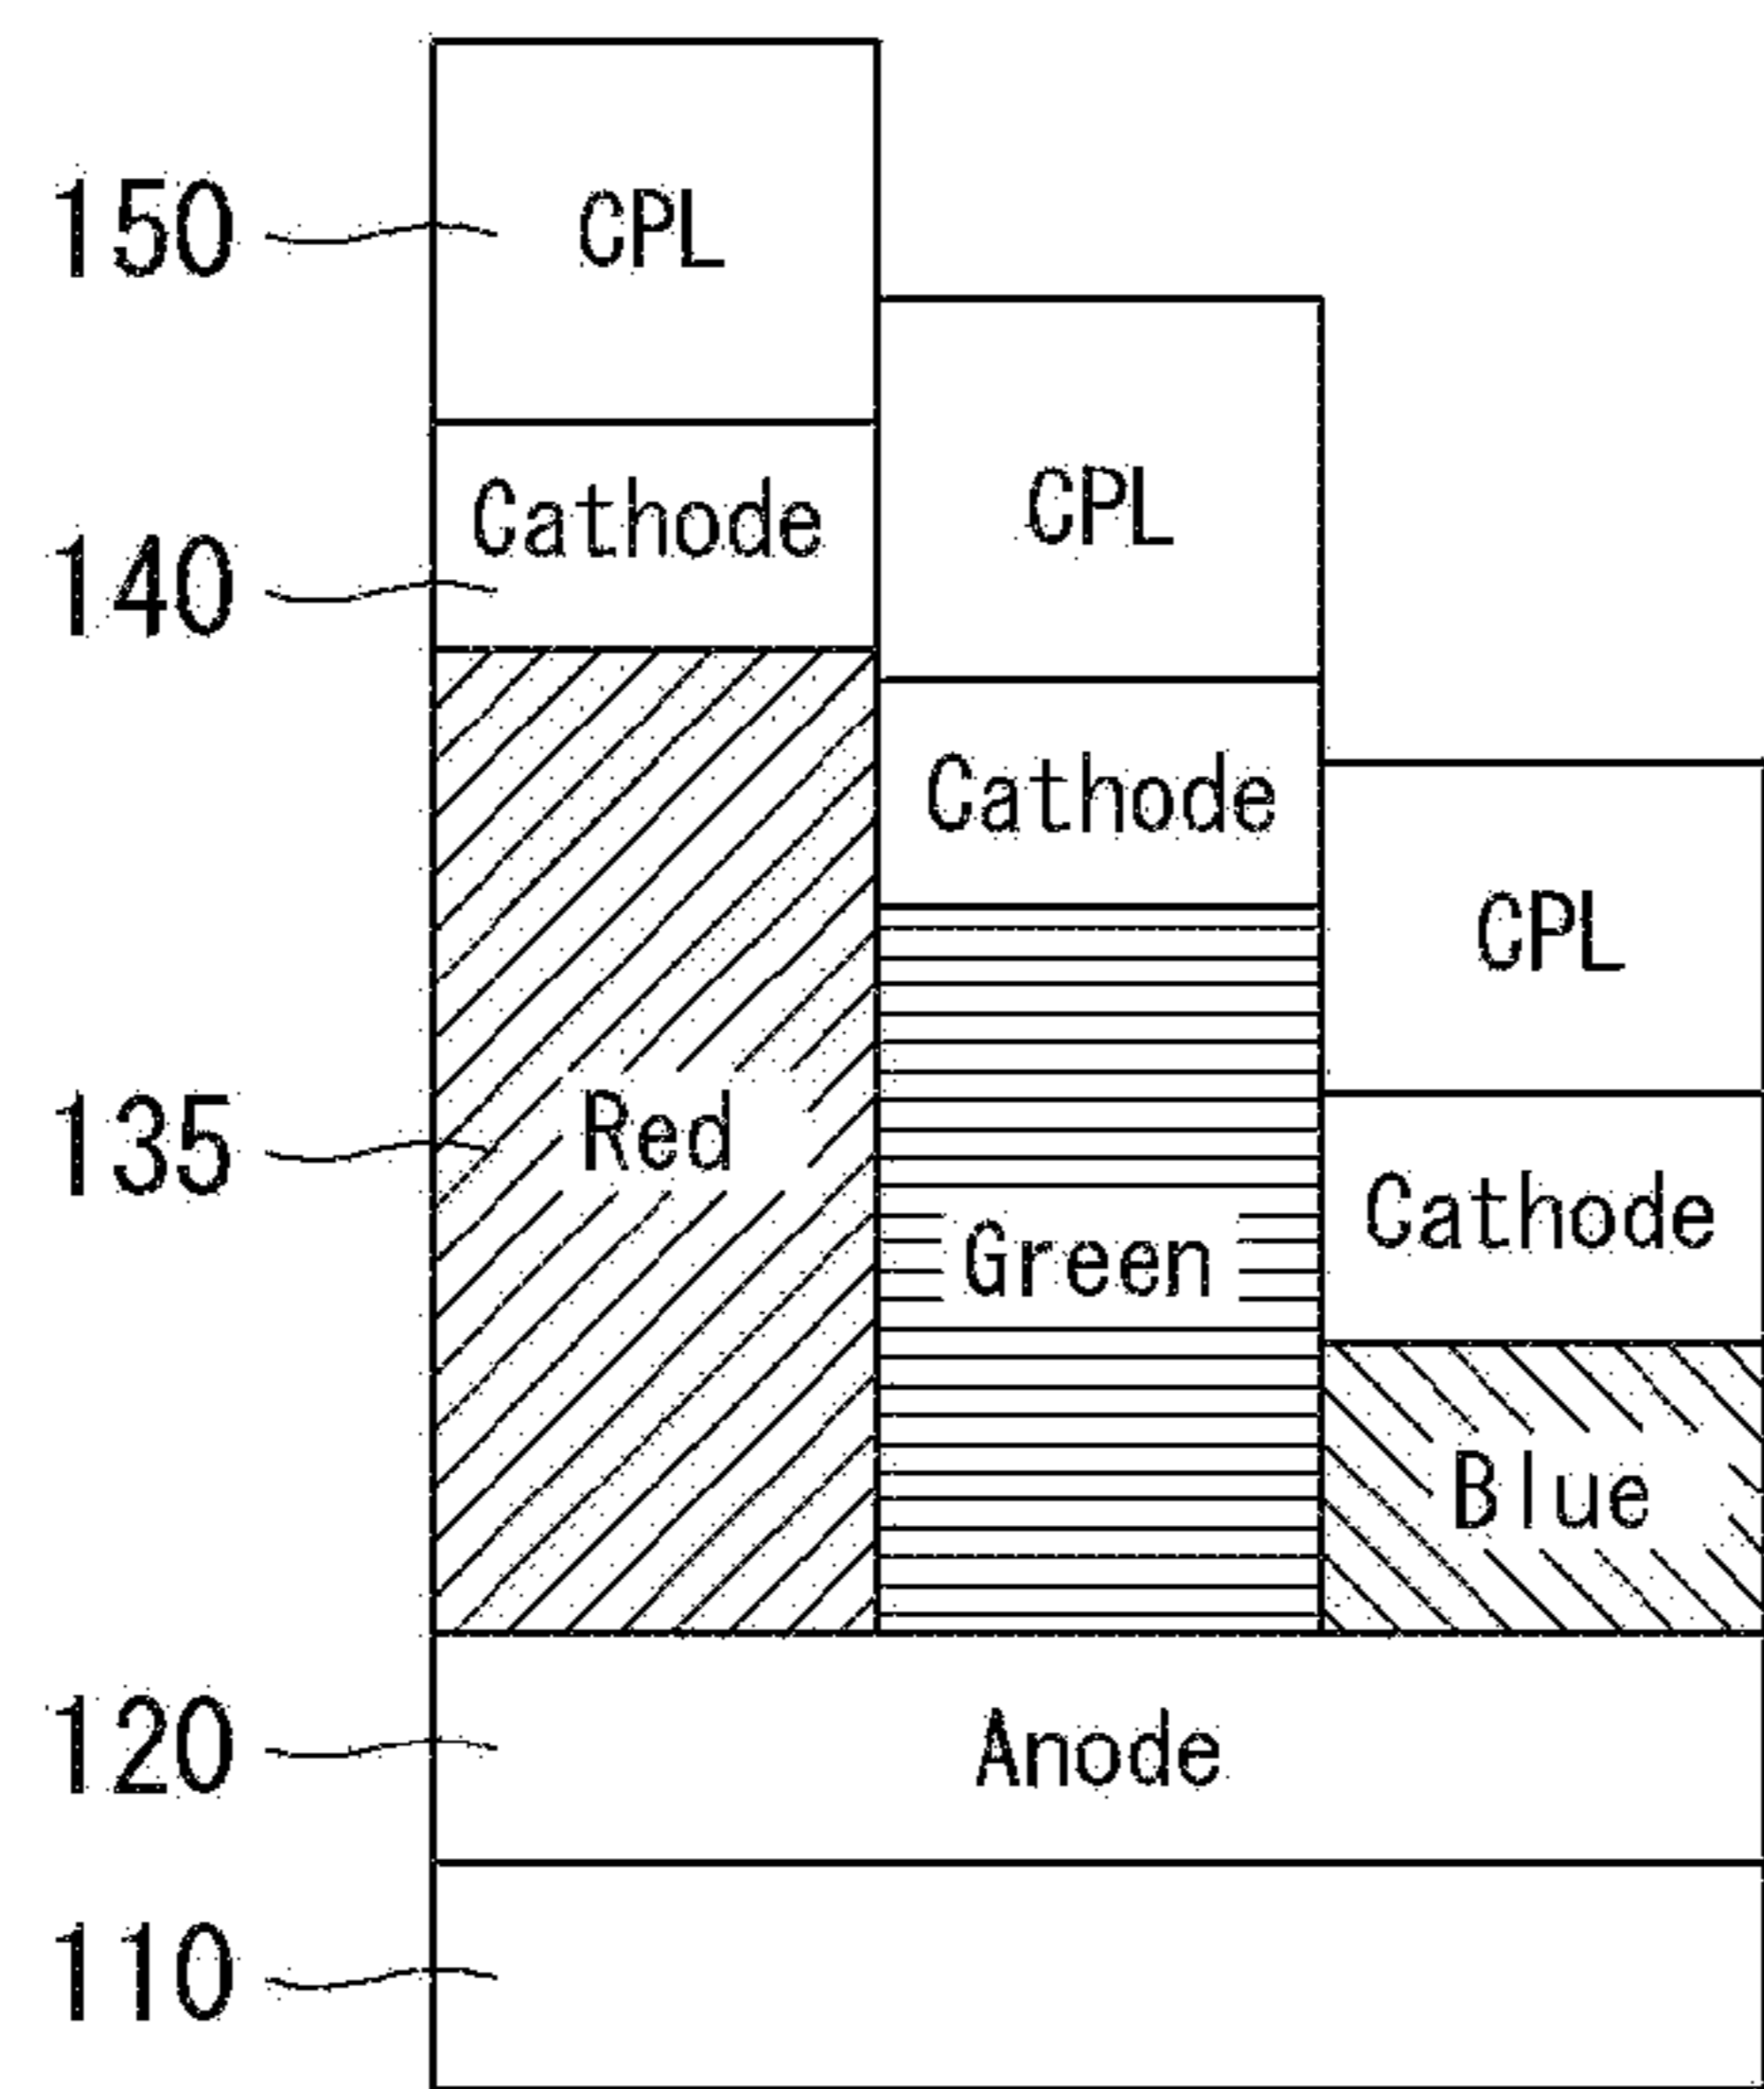 150 CPL
CPL
140 Cathode
Cathode
CPL
135 Red
Cathode
Green
Blue
120 Anode
110